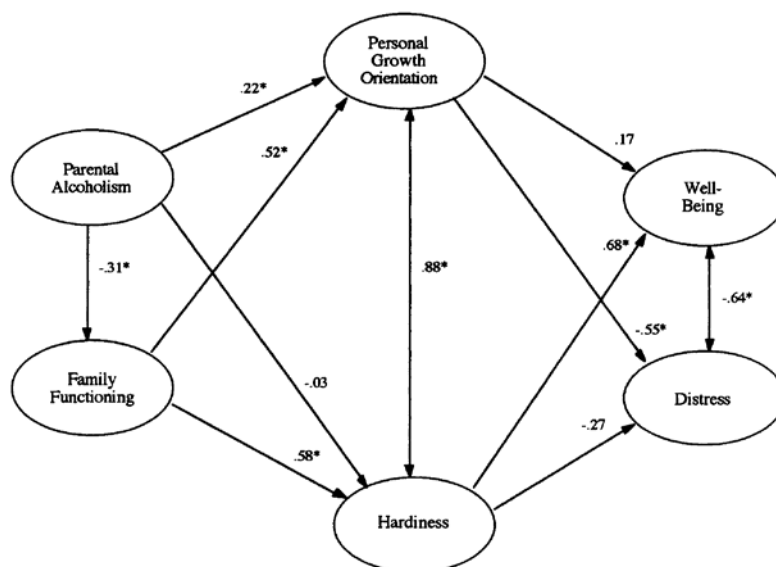 Personal
Growth
Orientation
.22*
.52*
.17
Parental
Alcoholism
Well-
Being
-.31*
.88*
.68*
-.64*
-.55*
Family
Functioning
-.03
Distress
-.27
.58*
Hardiness